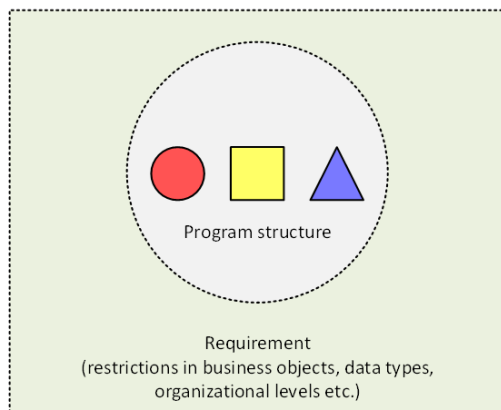 Program structure
Requirement
(restrictions in business objects, data types,
organizational levels etc.)